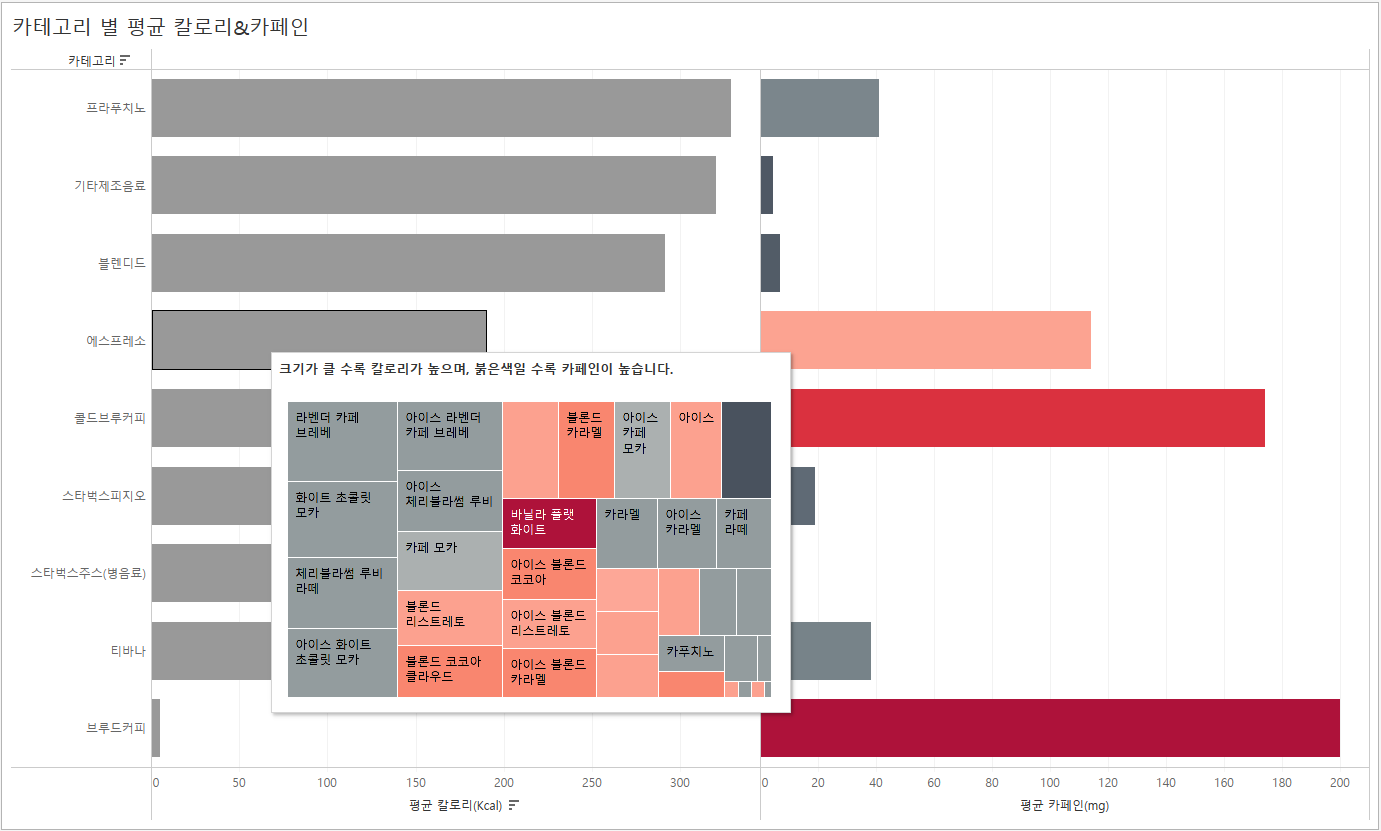 카테고리 별 평균 칼로리&카페인
카테고리
프라푸치노
기타제조음료
블렌디드
에스프레소
콜드브루커피
스타벅스피지오
스타벅스주스(병음료)
티바나
브루드커피
크기가 클 수록 칼로리가 높으며, 붉은색일 수록 카페인이 높습니다.
라벤더 카페
브레베
화이트 초콜릿
모카
체리블라썸 루비
라떼
아이스 화이트
초콜릿 모카
아이스 라벤더
카페 브레베
아이스
체리블라썸 루비
카페 모카
블론드
리스트레토
블론드 코코아
클라우드
블론드
카라멜
아이스
카페
모카
아이스
바닐라 플랫
화이트
아이스 블론드
코코아
아이스 블론드
리스트레토
아이스 블론드
카라멜
카라멜
아이스
카라멜
카페
라떼
카푸치노
0 50 100 150 200 250 300
평균 칼로리(Kcal)
0 20 40 60 80 100 120 140 160 180 200
평균 카페인(mg)